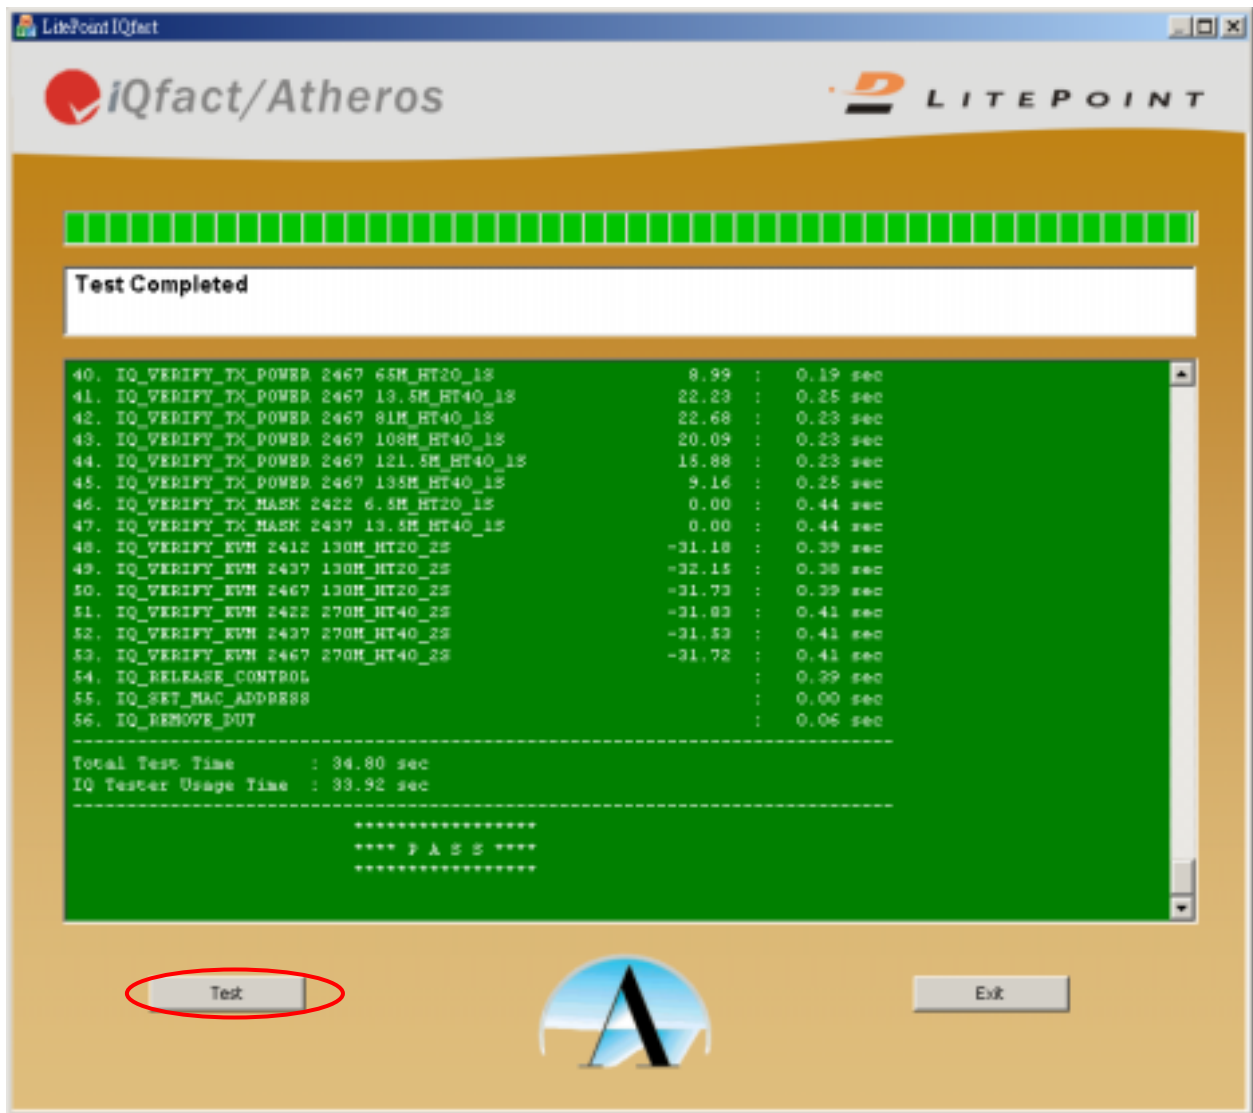 LitePoint IQfact
iQfact/Atheros
LITEPOINT
Test Completed
40. IQ_VERIFY_TX_POWER 2467 65M_HT20_1S 8.99 : 0.19 sec
41. IQ_VERIFY_TX_POWER 2467 13.5M_HT40_1S 22.23 : 0.25 sec
42. IQ_VERIFY_TX_POWER 2467 81M_HT40_1S 22.68 : 0.23 sec
43. IQ_VERIFY_TX_POWER 2467 108M_HT40_1S 20.09 : 0.23 sec
44. IQ_VERIFY_TX_POWER 2467 121.5M_HT40_1S 15.88 : 0.23 sec
45. IQ_VERIFY_TX_POWER 2467 135M_HT40_1S 9.16 : 0.25 sec
46. IQ_VERIFY_TX_MASK 2422 6.5M_HT20_1S 0.00 : 0.44 sec
47. IQ_VERIFY_TX_MASK 2437 13.5M_HT40_1S 0.00 : 0.44 sec
48. IQ_VERIFY_EVM 2412 130M_HT20_2S -31.18 : 0.39 sec
49. IQ_VERIFY_EVM 2437 130M_HT20_2S -32.15 : 0.38 sec
50. IQ_VERIFY_EVM 2467 130M_HT20_2S -31.73 : 0.39 sec
51. IQ_VERIFY_EVM 2422 270M_HT40_2S -31.83 : 0.41 sec
52. IQ_VERIFY_EVM 2437 270M_HT40_2S -31.53 : 0.41 sec
53. IQ_VERIFY_EVM 2467 270M_HT40_2S -31.72 : 0.41 sec
54. IQ_RELEASE_CONTROL : 0.39 sec
55. IQ_SET_MAC_ADDRESS : 0.00 sec
56. IQ_REMOVE_DUT : 0.06 sec
Total Test Time : 34.80 sec
IQ Tester Usage Time : 33.92 sec
*****************
**** P A S S ****
*****************
Test
Exit